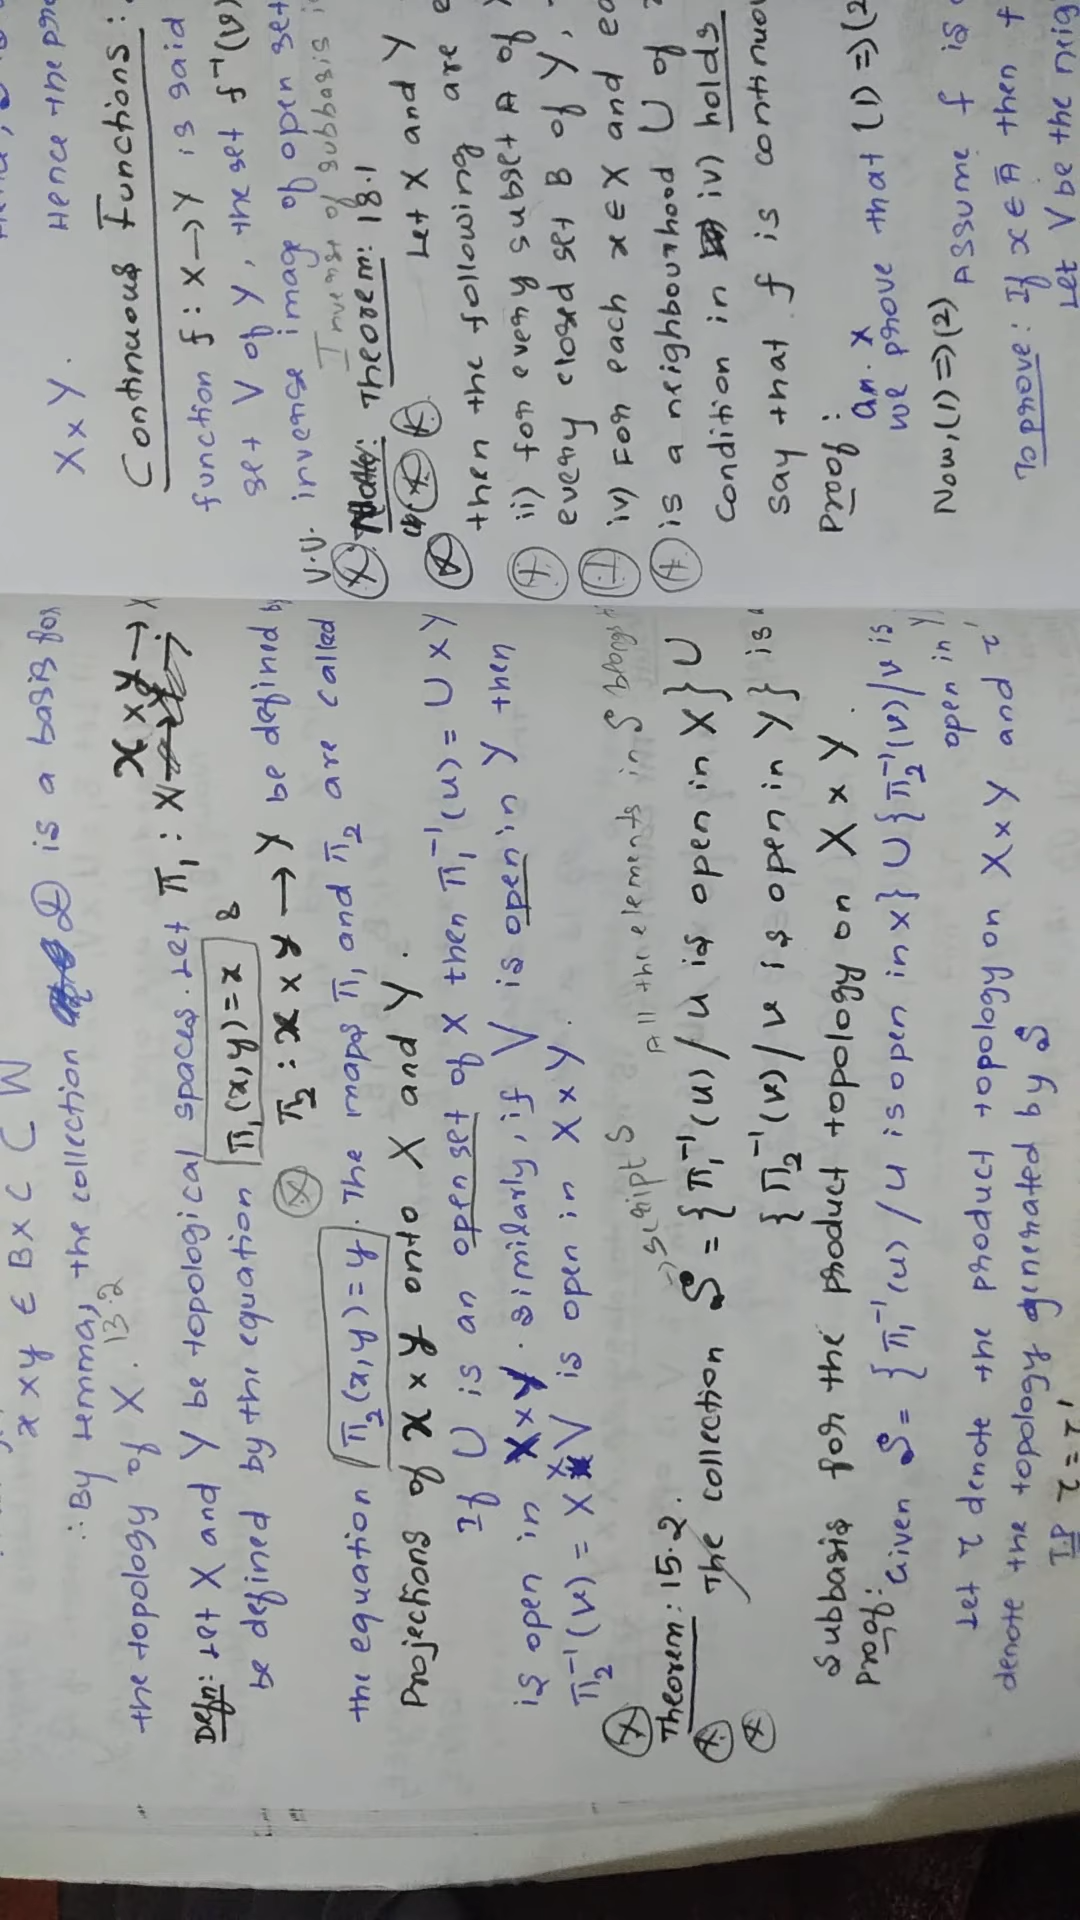 x x y ∈ B x C ⊂ W
∴ By Lemma 13.2, the collection D is a basis for
the topology of X.
Defn: Let X and Y be topological spaces. Let π₁ : X x Y → X
be defined by the equation π₁(x,y) = x &
π₂ : X x Y → Y be defined by
the equation π₂(x,y) = y. The maps π₁ and π₂ are called
Projections of X x Y onto X and Y.
If U is an open set of X then π₁⁻¹(u) = U x Y
is open in X x Y. similarly, if V is open in Y then
π₂⁻¹(v) = X x V is open in X x Y.
→ script S All the elements in S belongs
Theorem: 15.2.
The collection S = {π₁⁻¹(u) / u is open in X} ∪
{π₂⁻¹(v) / v is open in Y} is a
subbasis for the product topology on X x Y.
Proof:
Given S = {π₁⁻¹(u) / u is open in x} ∪ {π₂⁻¹(v) / v is
open in Y
Let τ denote the product topology on X x Y and τ'
denote the topology generated by S
T.P τ = τ'
Hence the
X x Y.
Continuous Functions:
function f : X → Y is said
set V of Y, the set f⁻¹(v)
inverse image of open set
Inverse of subbasis
V.V. Theorem: 18.1
Let X and Y
then the following are
ii) for every subset A of
every closed set B of Y,
iv) For each x ∈ X and
is a neighbourhood U of
condition in iv) holds
say that f is
Proof:
we prove that (1) => (2)
Now, (1) => (2)
Assume f is
To prove: If x ∈ Ā then
Let V be the